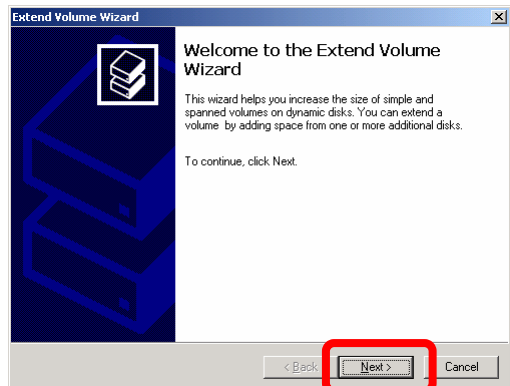 Extend Volume Wizard
Welcome to the Extend Volume
Wizard
This wizard helps you increase the size of simple and
spanned volumes on dynamic disks. You can extend a
volume by adding space from one or more additional disks.
To continue, click Next.
< Back Next > Cancel